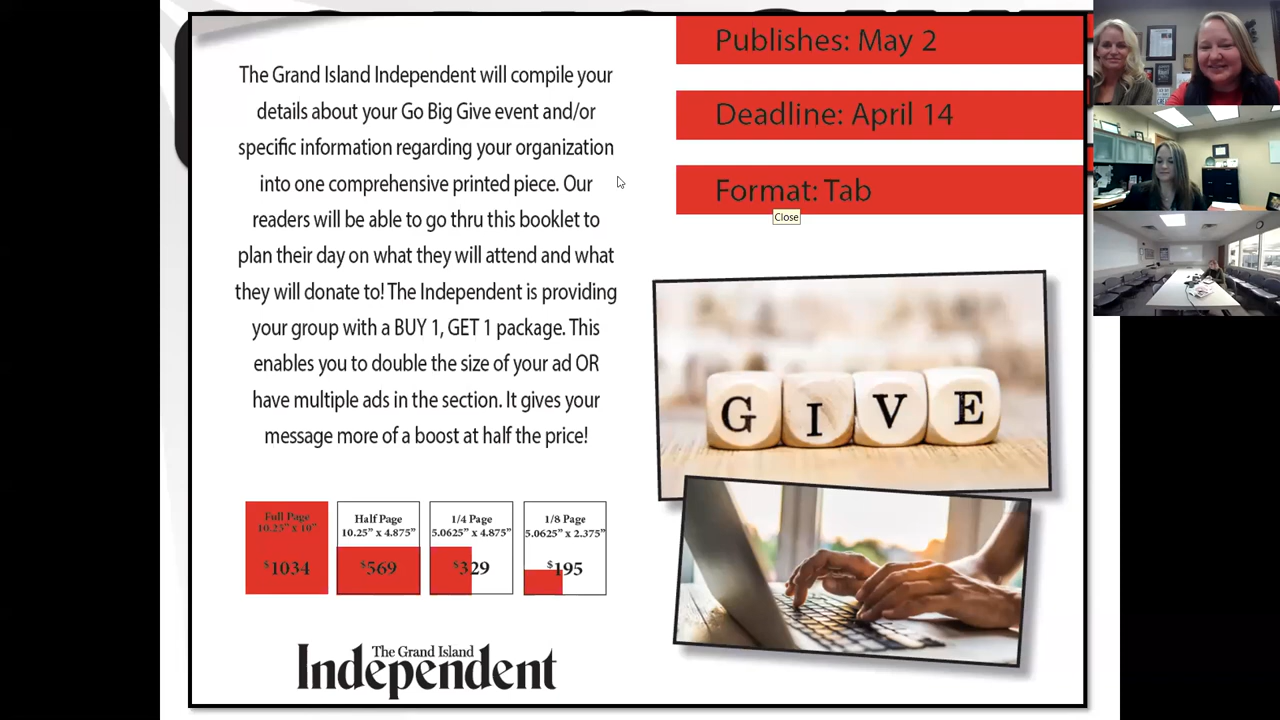 The Grand Island Independent will compile your
details about your Go Big Give event and/or
specific information regarding your organization
into one comprehensive printed piece. Our
readers will be able to go thru this booklet to
plan their day on what they will attend and what
they will donate to! The Independent is providing
your group with a BUY 1, GET 1 package. This
enables you to double the size of your ad OR
have multiple ads in the section. It gives your
message more of a boost at half the price!
Full Page
10.25” x 10”
$1034
Half Page
10.25” x 4.875”
$569
1/4 Page
5.0625” x 4.875”
$329
1/8 Page
5.0625” x 2.375”
$195
The Grand Island
Independent
Publishes: May 2
Deadline: April 14
Format: Tab
Close
GIVE